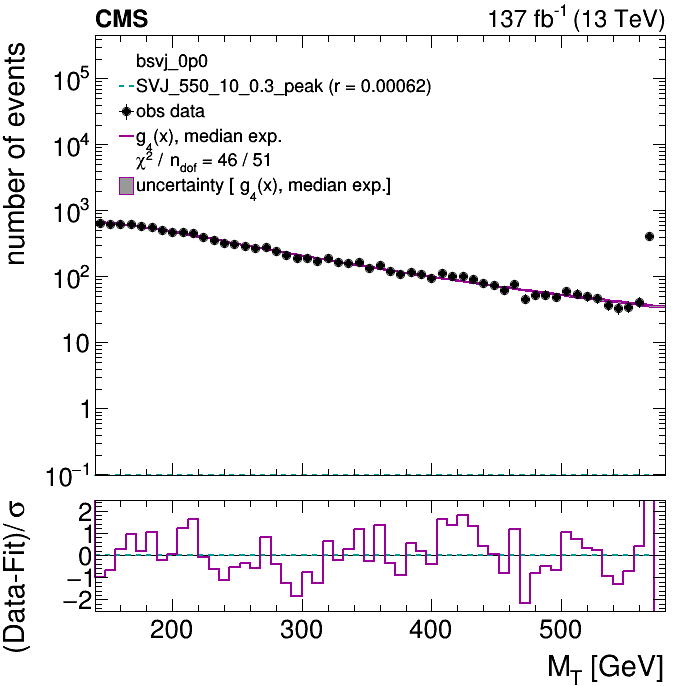 CMS 137 fb⁻¹ (13 TeV)
number of events
bsvj_0p0
SVJ_550_10_0.3_peak (r = 0.00062)
obs data
g₄(x), median exp.
χ² / n_dof = 46 / 51
uncertainty [ g₄(x), median exp.]
10⁵
10⁴
10³
10²
10
1
10⁻¹
(Data-Fit)/σ
2
1
0
−1
−2
200 300 400 500
M_T [GeV]